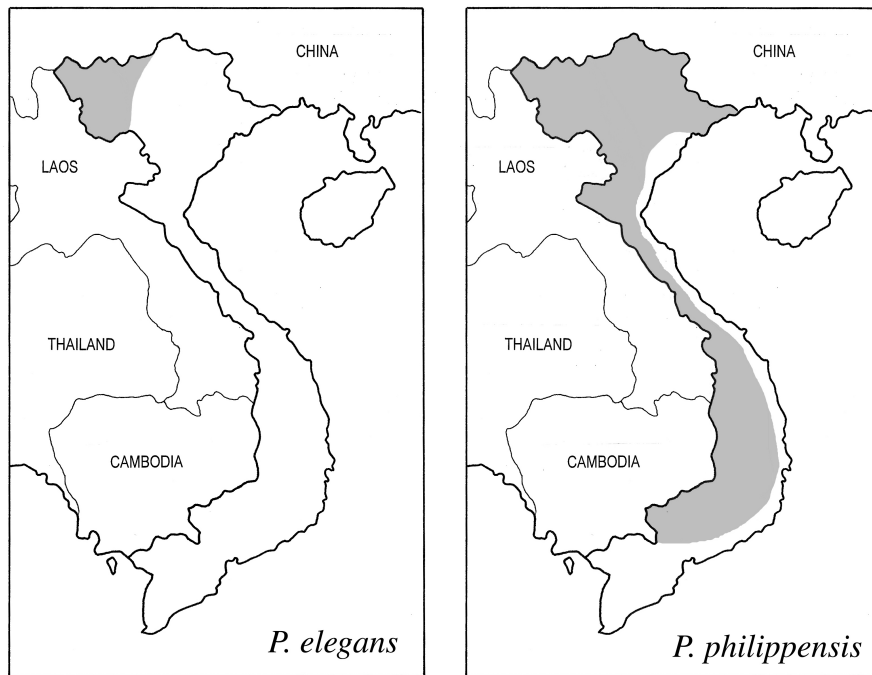 CHINA
LAOS
THAILAND
CAMBODIA
P. elegans
CHINA
LAOS
THAILAND
CAMBODIA
P. philippensis